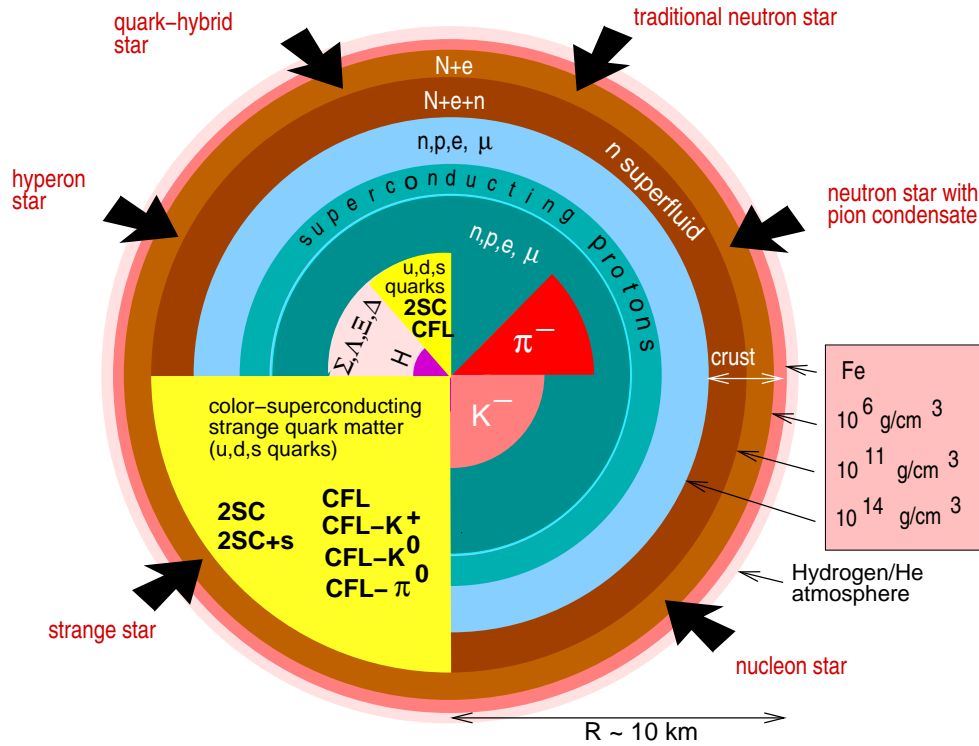 quark–hybrid
star
traditional neutron star
N+e
N+e+n
n,p,e, μ
n superfluid
hyperon
star
neutron star with
pion condensate
superconducting protons
n,p,e, μ
u,d,s
quarks
2SC
CFL
Σ,Λ,Ξ,Δ
H
π⁻
K⁻
crust
Fe
10⁶ g/cm³
10¹¹ g/cm³
10¹⁴ g/cm³
color–superconducting
strange quark matter
(u,d,s quarks)
2SC
2SC+s
CFL
CFL–K⁺
CFL–K⁰
CFL–π⁰
Hydrogen/He
atmosphere
strange star
nucleon star
R ~ 10 km